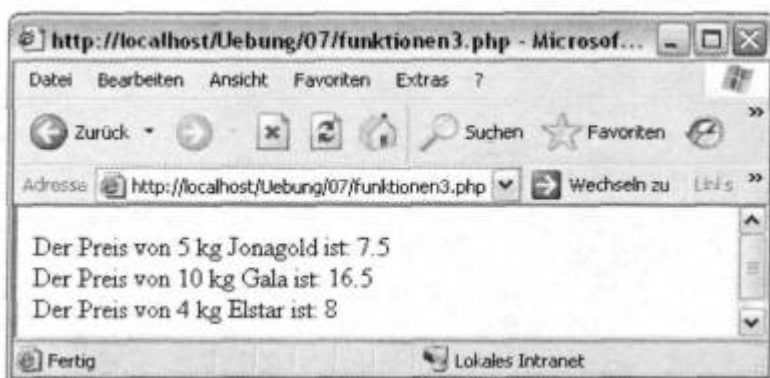 http://localhost/Uebung/07/funktionen3.php - Microsof...
Datei Bearbeiten Ansicht Favoriten Extras ?
Zurück Suchen Favoriten »
Adresse http://localhost/Uebung/07/funktionen3.php Wechseln zu Links »
Der Preis von 5 kg Jonagold ist: 7.5
Der Preis von 10 kg Gala ist: 16.5
Der Preis von 4 kg Elstar ist: 8
Fertig Lokales Intranet